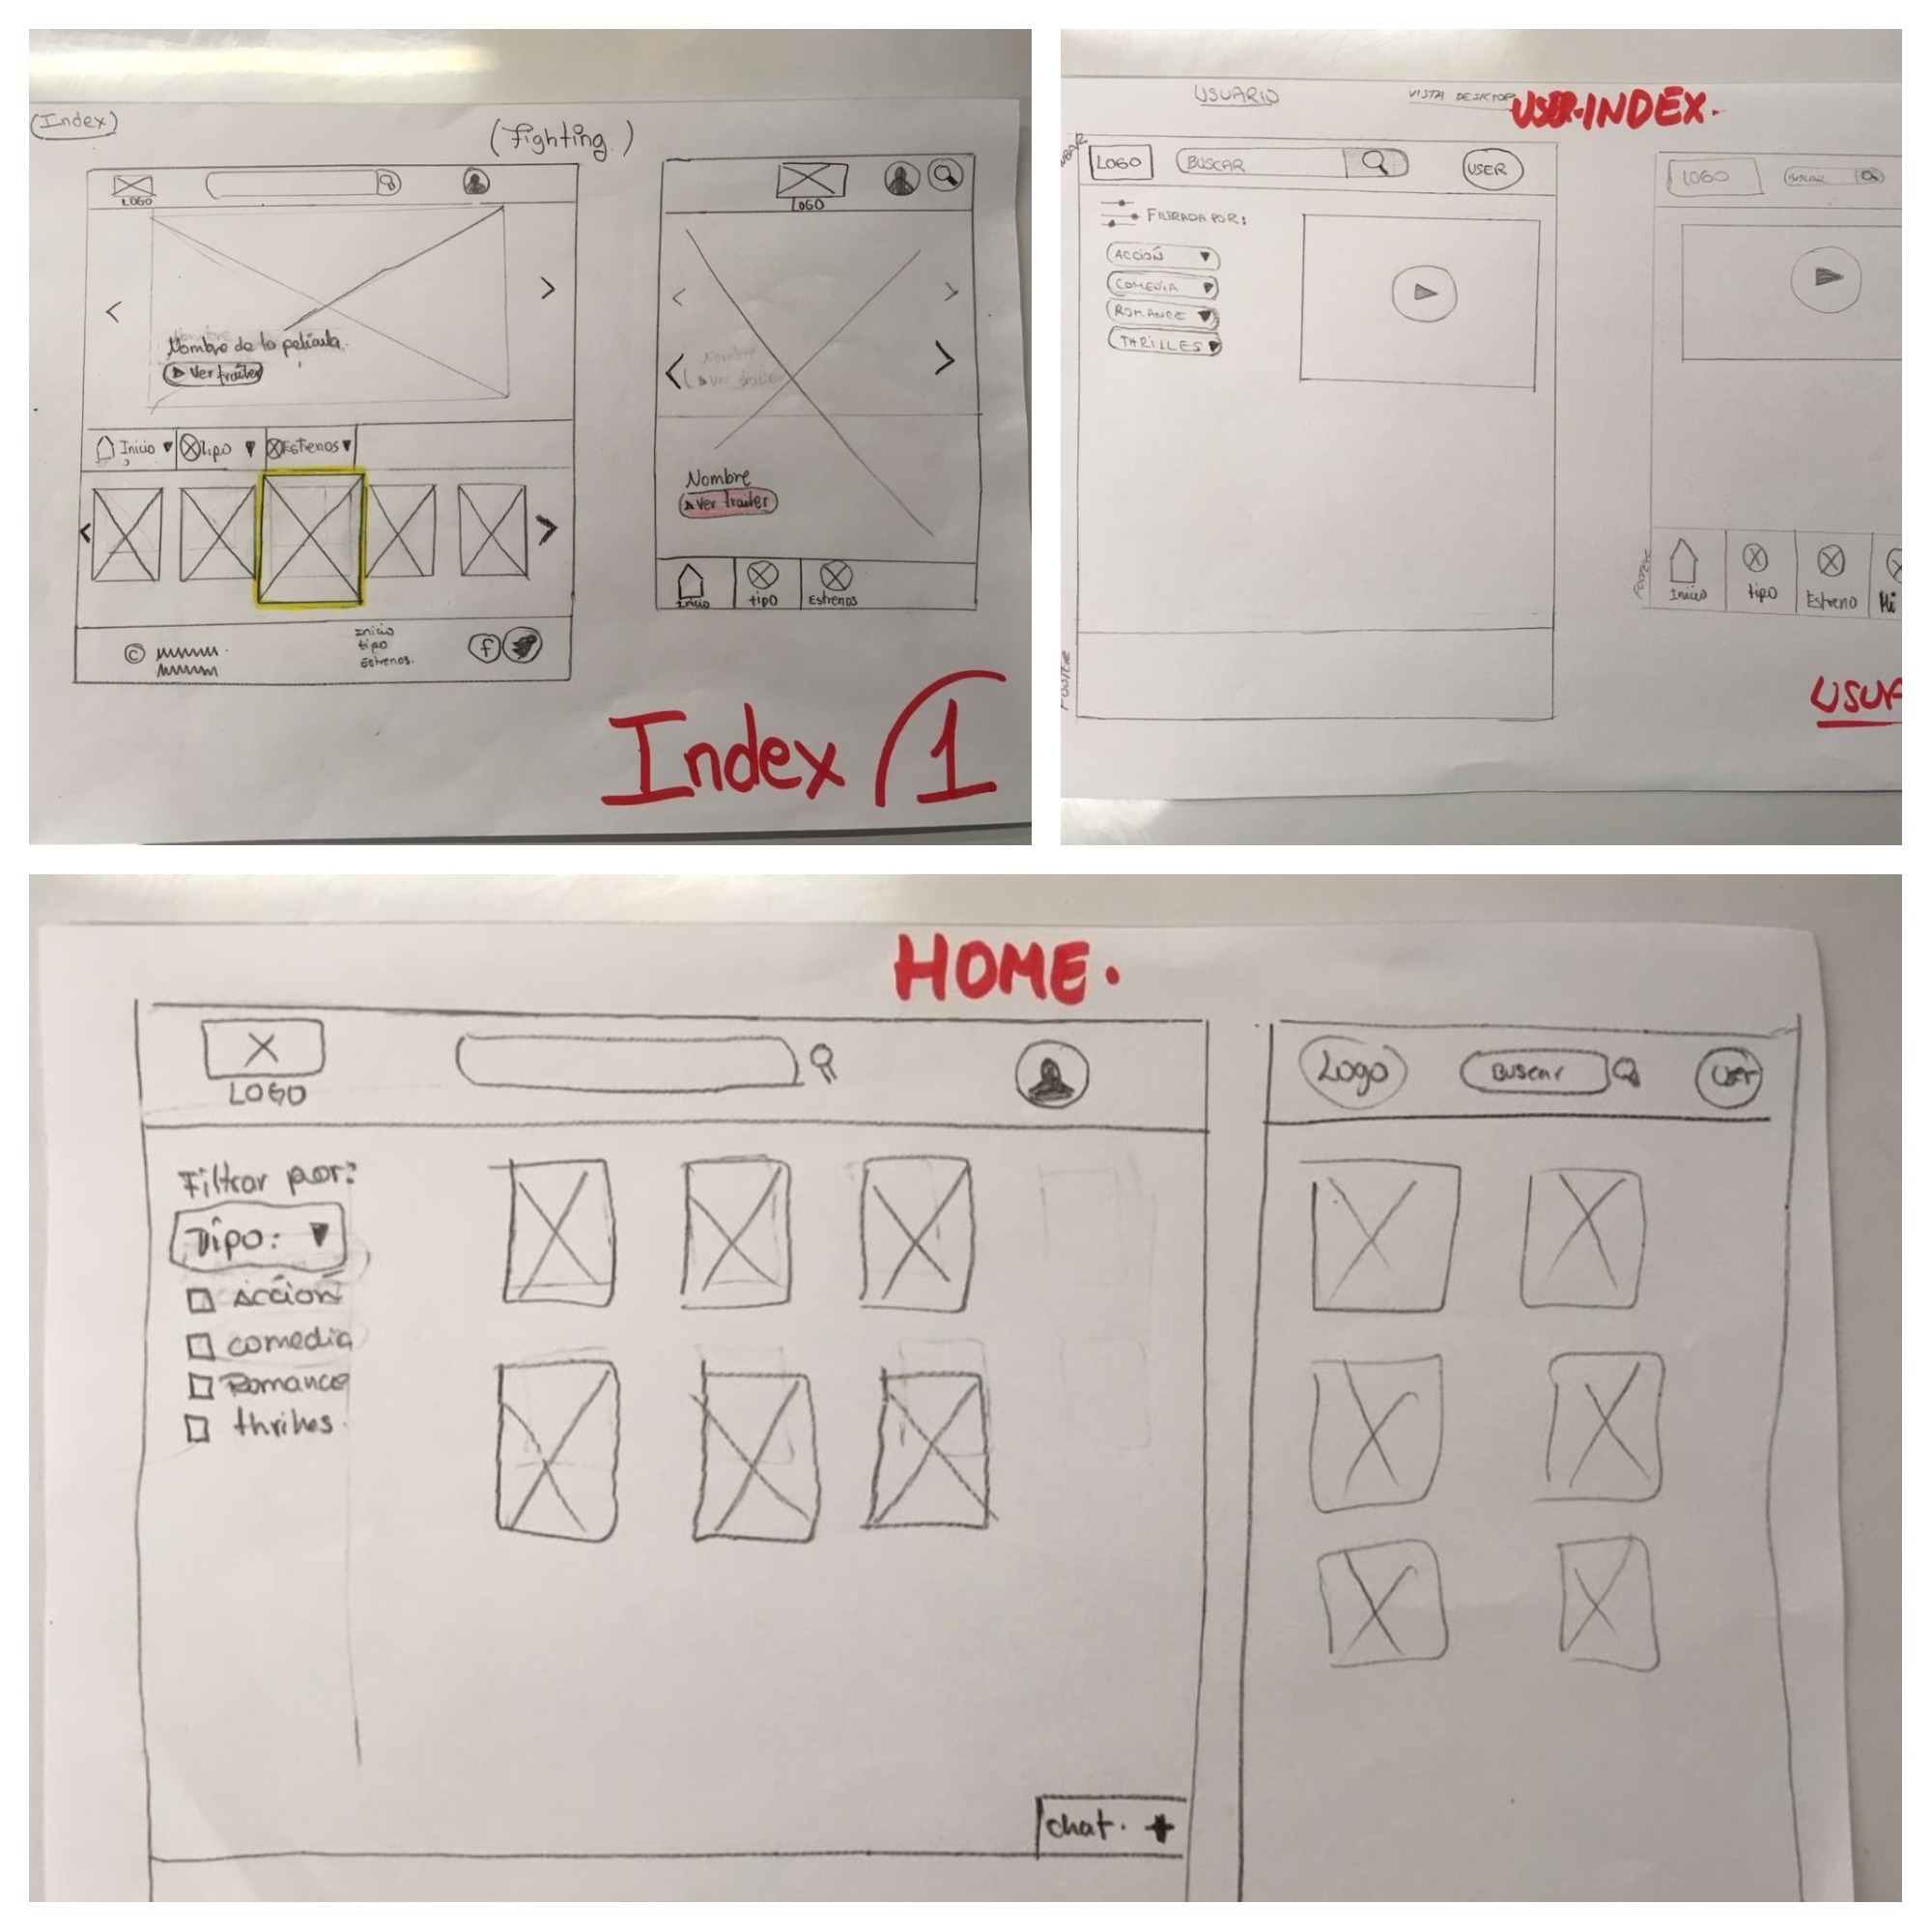 (Index)
(Fighting.)
LOGO
Nombre de la película.
Ver trailer
Inicio
tipo
Estrenos
©
Inicio
tipo
Estrenos.
f
LOGO
Nombre
Ver trailer
Nombre
Ver trailer
Inicio
tipo
Estrenos
Index 1
USUARIO
VISTA DESKTOP
USER-INDEX.
LOGO
BUSCAR
USER
FILTRADA POR:
ACCIÓN
COMEDIA
ROMANCE
THRILLES
FOOTER
LOGO
BUSCAR
FOOTER
Inicio
tipo
Estreno
Mi
USUA
HOME.
LOGO
Filtrar por:
Tipo:
Acción
comedia
Romance
chat. +
Logo
Buscar
User